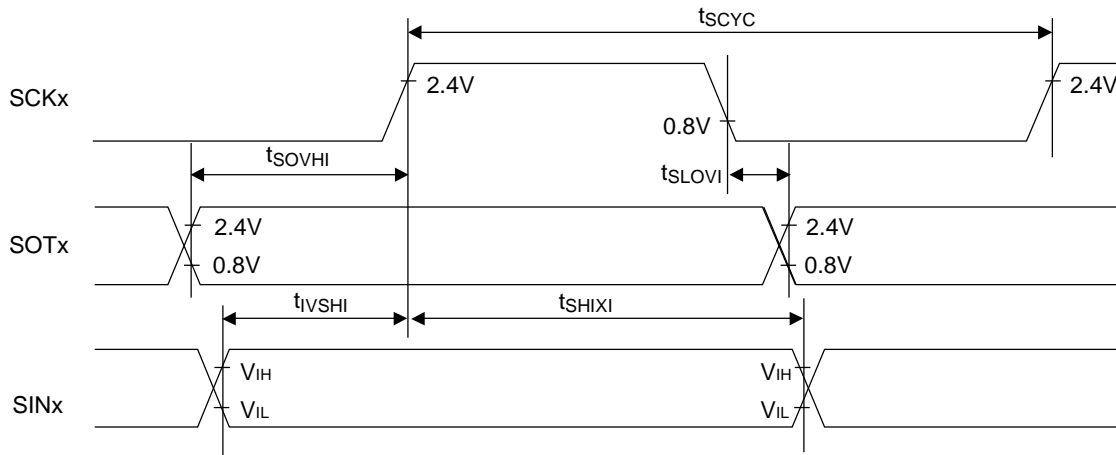 tSCYC
SCKx
2.4V
0.8V
2.4V
tSOVHI
tSLOVI
SOTx
2.4V
0.8V
2.4V
0.8V
tIVSHI
tSHIXI
SINx
VIH
VIL
VIH
VIL